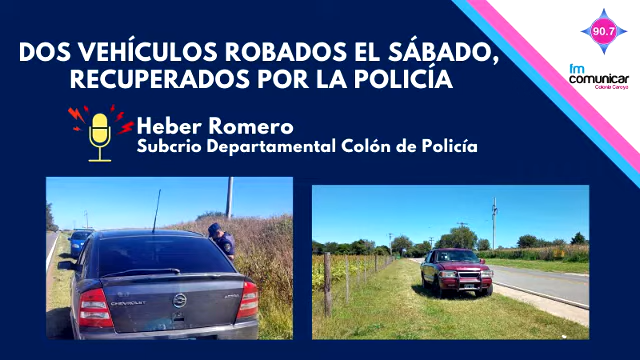 90.7
fm
comunicar
Colonia Caroya
DOS VEHÍCULOS ROBADOS EL SÁBADO,
RECUPERADOS POR LA POLICÍA
Heber Romero
Subcrio Departamental Colón de Policía
CHEVROLET